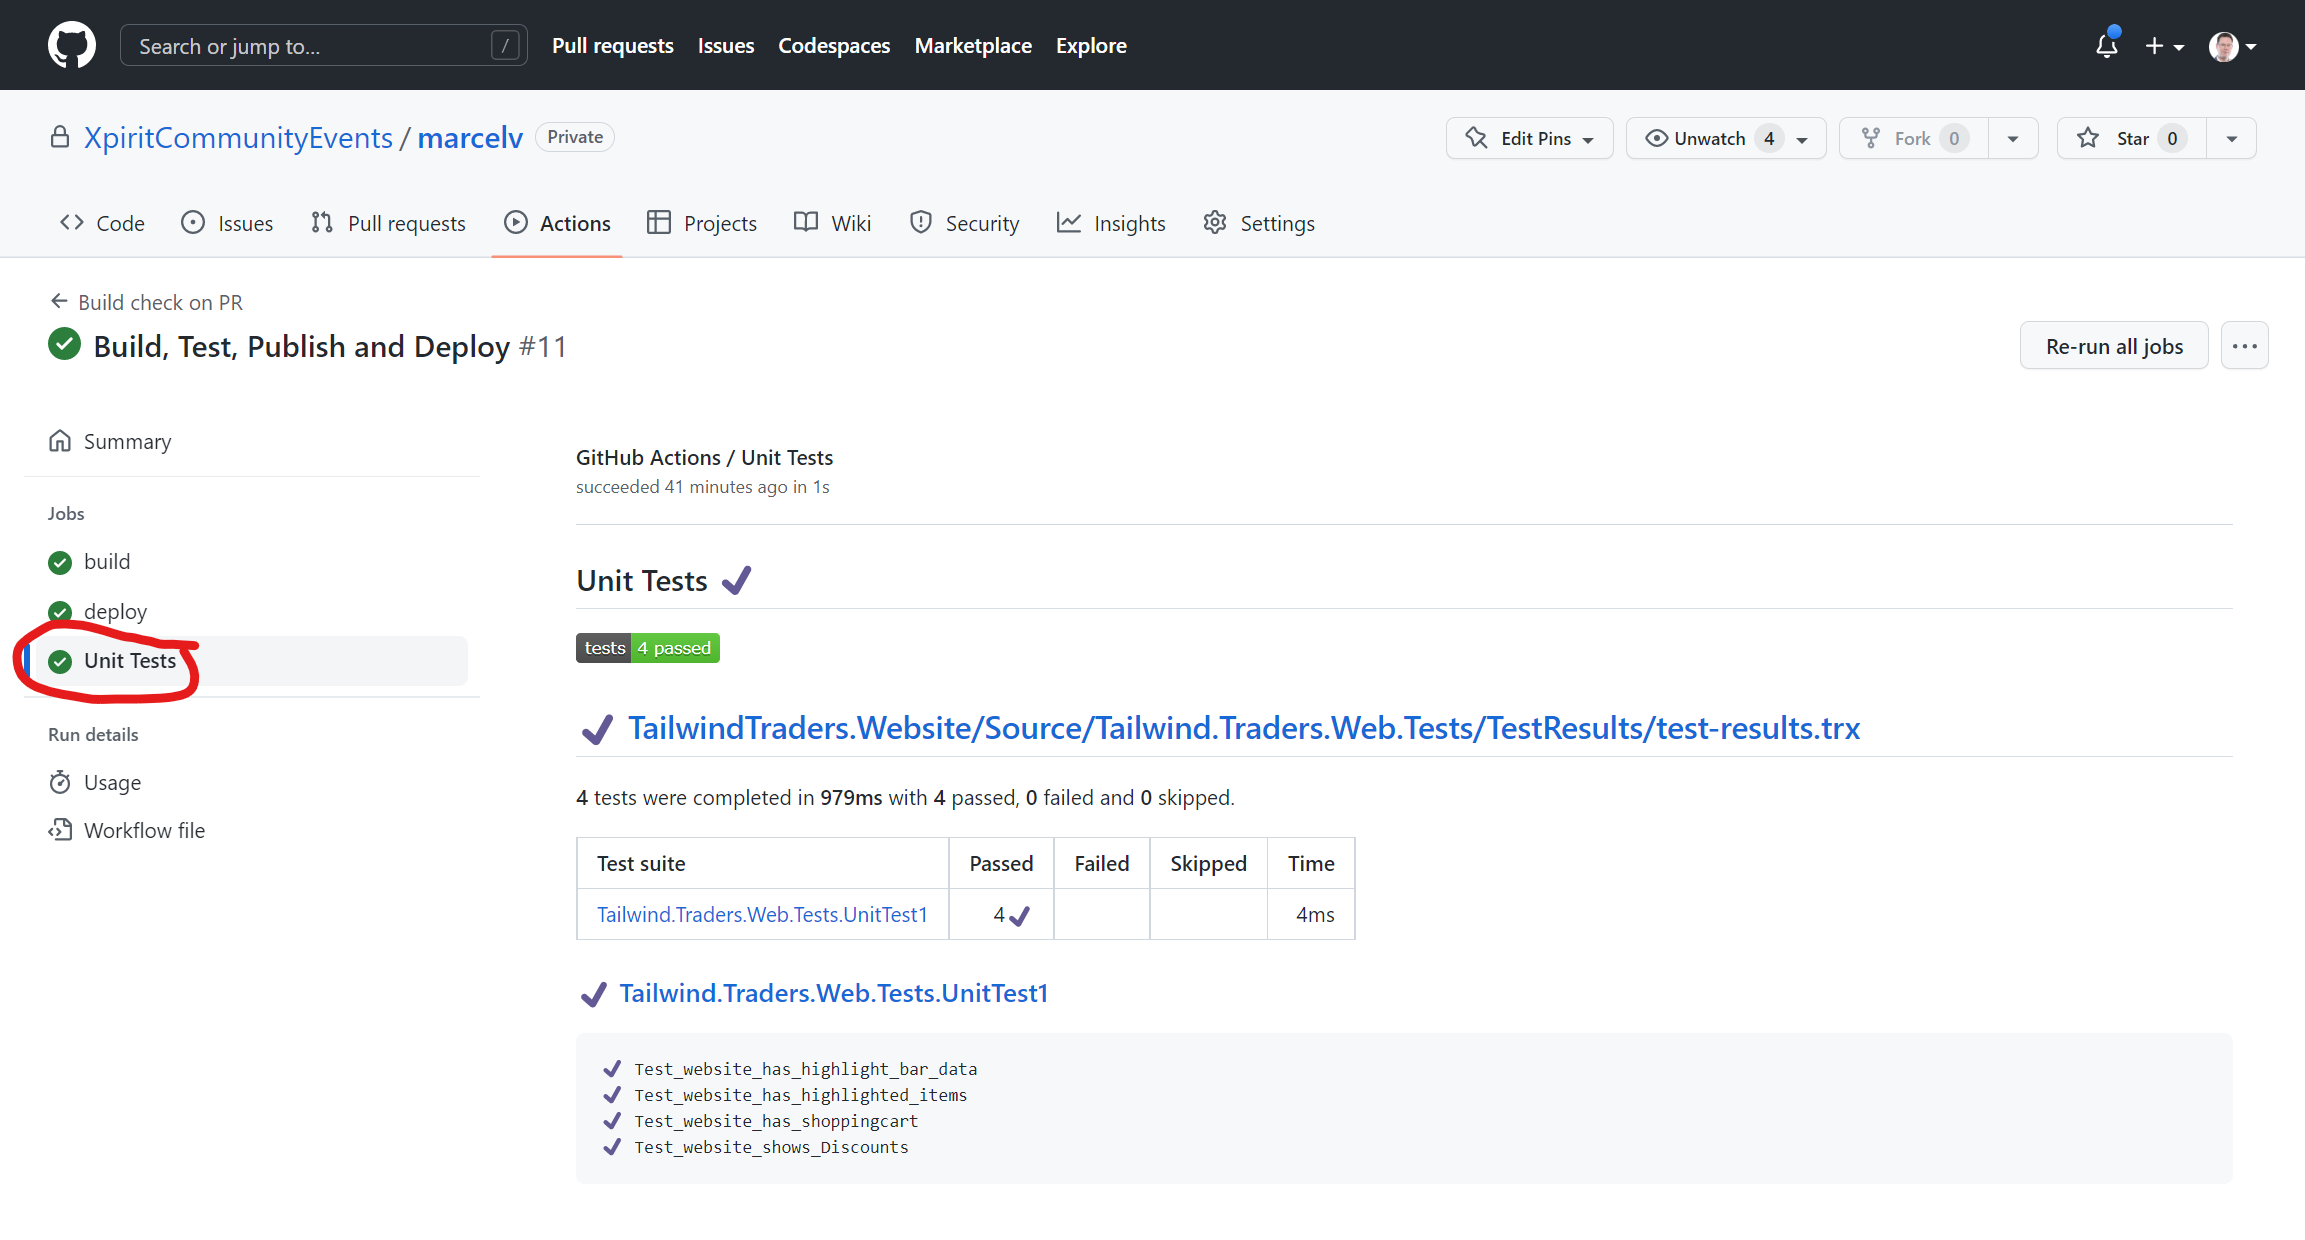 Search or jump to... /
Pull requests Issues Codespaces Marketplace Explore
XpiritCommunityEvents / marcelv Private
Edit Pins Unwatch 4 Fork 0 Star 0
Code Issues Pull requests Actions Projects Wiki Security Insights Settings
Build check on PR
Build, Test, Publish and Deploy #11
Re-run all jobs
Summary
Jobs
build
deploy
Unit Tests
Run details
Usage
Workflow file
GitHub Actions / Unit Tests
succeeded 41 minutes ago in 1s
Unit Tests
tests 4 passed
TailwindTraders.Website/Source/Tailwind.Traders.Web.Tests/TestResults/test-results.trx
4 tests were completed in 979ms with 4 passed, 0 failed and 0 skipped.
Test suite Passed Failed Skipped Time
Tailwind.Traders.Web.Tests.UnitTest1 4 4ms
Tailwind.Traders.Web.Tests.UnitTest1
Test_website_has_highlight_bar_data
Test_website_has_highlighted_items
Test_website_has_shoppingcart
Test_website_shows_Discounts